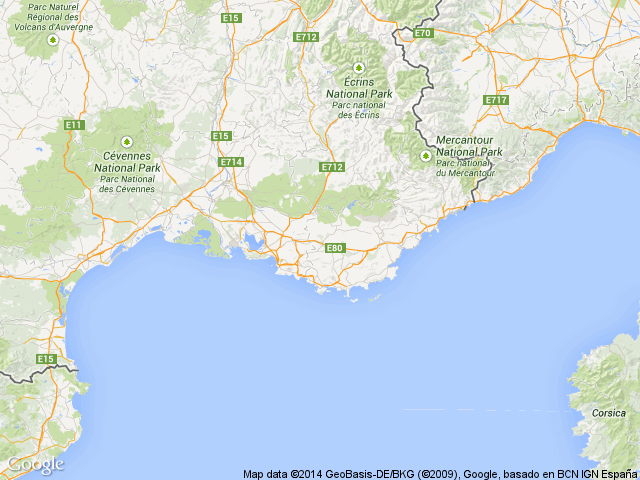 Parc Naturel
Régional des
Volcans d'Auvergne
E15
E712
E70
Écrins
National Park
Parc national
des Écrins
E717
E11
E15
Cévennes
National Park
Parc National
des Cévennes
E714
E712
Mercantour
National Park
Parc national
du Mercantour
E80
E15
Corsica
Google
Map data ©2014 GeoBasis-DE/BKG (©2009), Google, basado en BCN IGN España